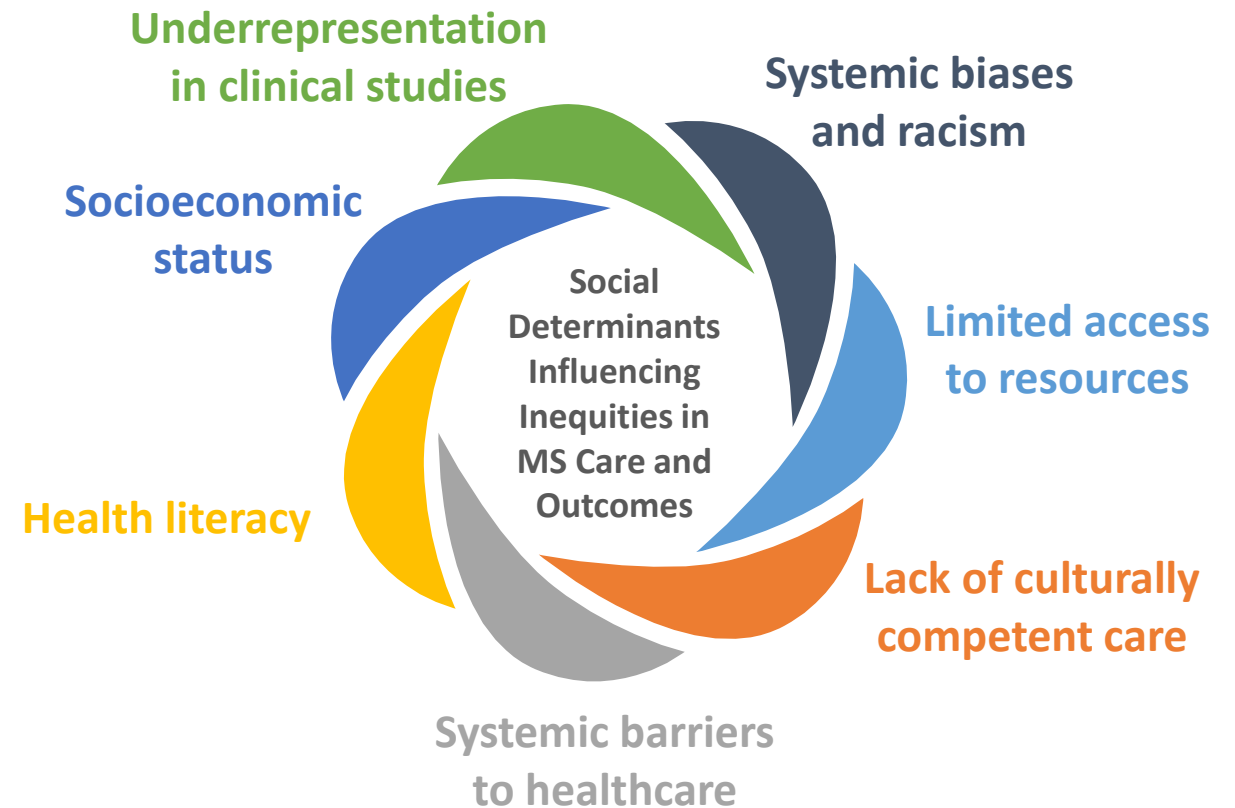 Underrepresentation
in clinical studies
Systemic biases
and racism
Socioeconomic
status
Social
Determinants
Influencing
Inequities in
MS Care and
Outcomes
Limited access
to resources
Health literacy
Lack of culturally
competent care
Systemic barriers
to healthcare